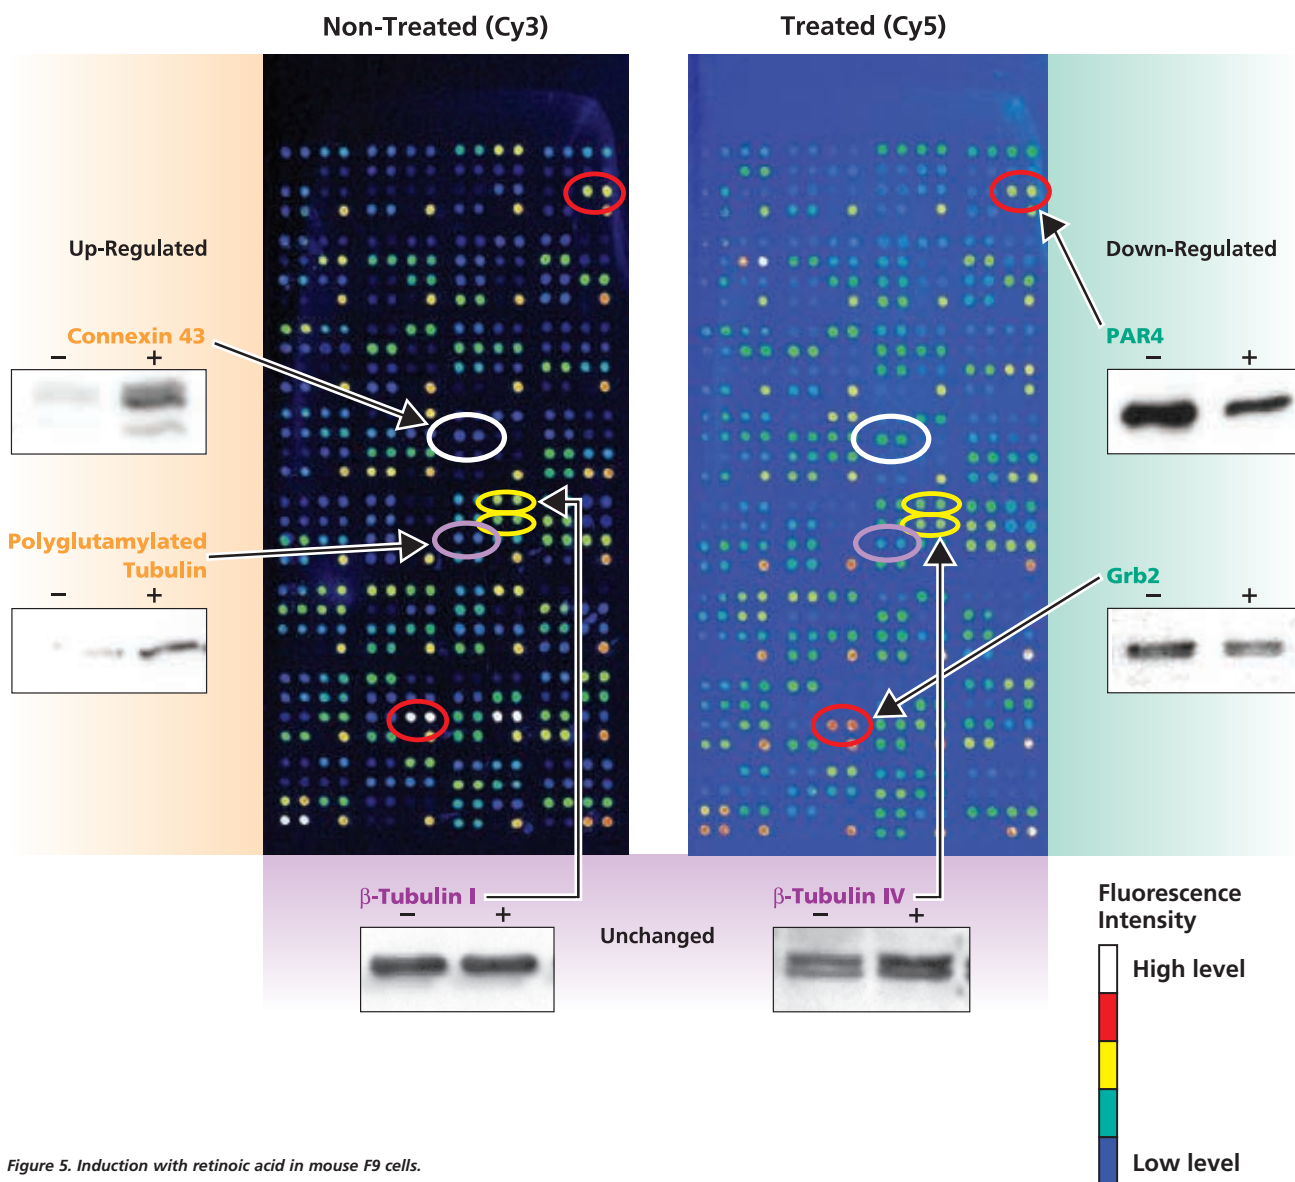 Non-Treated (Cy3)
Treated (Cy5)
Up-Regulated
Connexin 43
– +
Polyglutamylated
Tubulin
– +
Down-Regulated
PAR4
– +
Grb2
– +
β-Tubulin I
– +
Unchanged
β-Tubulin IV
– +
Fluorescence
Intensity
High level
Low level
Figure 5. Induction with retinoic acid in mouse F9 cells.